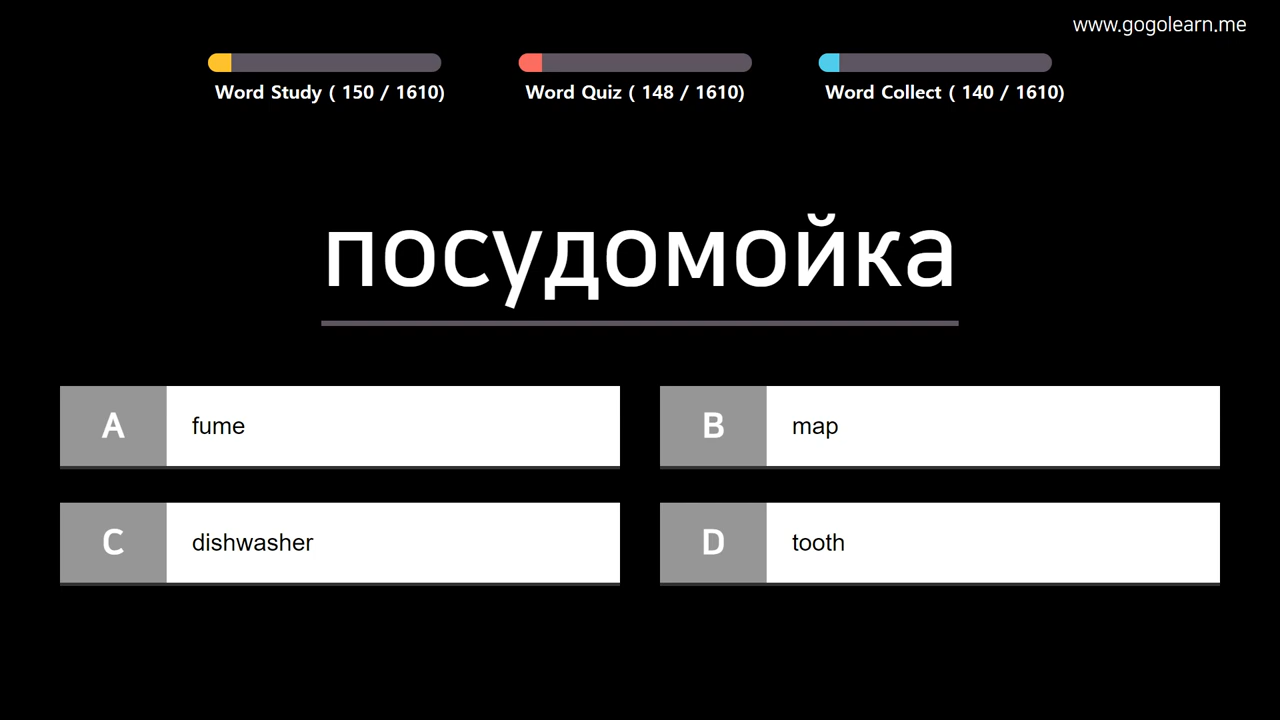 www.gogolearn.me
Word Study ( 150 / 1610)
Word Quiz ( 148 / 1610)
Word Collect ( 140 / 1610)
посудомойка
A fume
B map
C dishwasher
D tooth